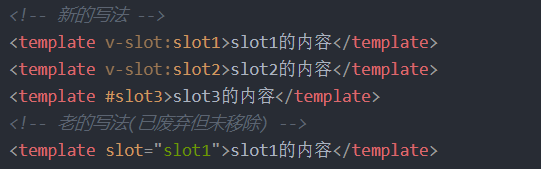 <!-- 新的写法 -->
<template v-slot:slot1>slot1的内容</template>
<template v-slot:slot2>slot2的内容</template>
<template #slot3>slot3的内容</template>
<!-- 老的写法(已废弃但未移除) -->
<template slot="slot1">slot1的内容</template>